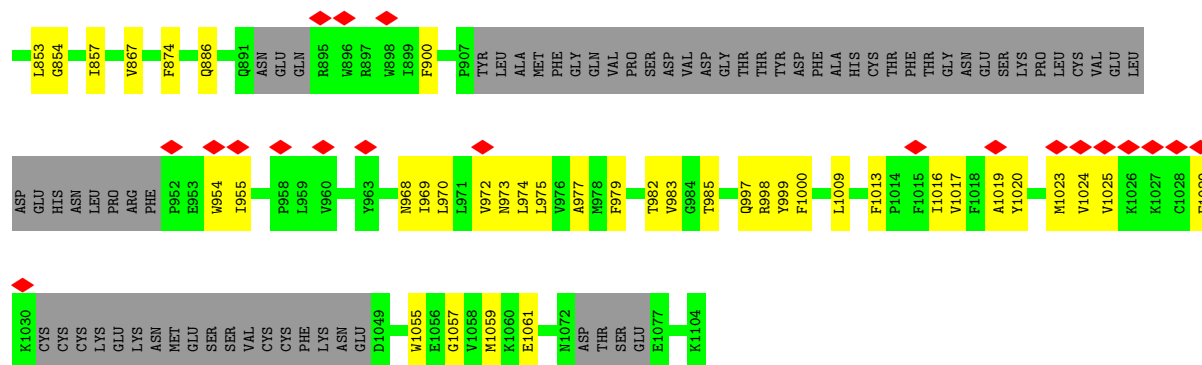 L853 G854 I857 V867 F874 Q886 Q891 ASN GLU GLN R895 W896 R897 W898 I899 F900 P907 TYR LEU ALA MET PHE GLY GLN VAL PRO SER ASP VAL ASP GLY THR THR TYR ASP PHE ALA HIS CYS THR PHE THR GLY ASN GLU SER LYS PRO LEU CYS VAL GLU LEU
ASP GLU HIS ASN LEU PRO ARG PHE P952 E953 W954 I955 P958 L959 V960 Y963 N968 I969 L970 L971 V972 N973 L974 L975 V976 A977 M978 F979 T982 V983 G984 T985 Q997 R998 Y999 F1000 L1009 F1013 P1014 F1015 I1016 V1017 F1018 A1019 Y1020 M1023 V1024 V1025 K1026 K1027 C1028
K1030 CYS CYS CYS LYS GLU LYS ASN MET GLU SER SER VAL CYS CYS PHE LYS ASN GLU D1049 W1055 E1056 G1057 V1058 M1059 K1060 E1061 N1072 ASP THR SER GLU E1077 K1104